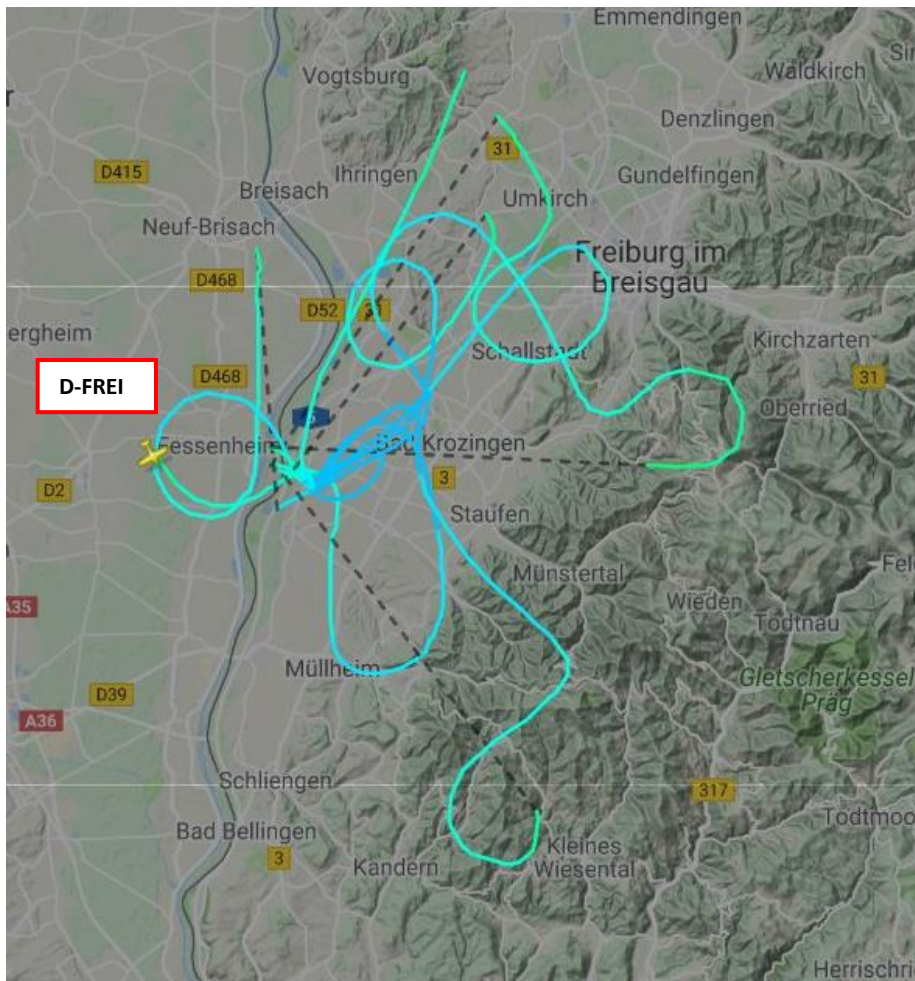 Emmendingen
Vogtsburg
Waldkirch
Denzlingen
31
D415
Ihringen
Gundelfingen
Breisach
Umkirch
Neuf-Brisach
Freiburg im
Breisgau
D468
D52
31
ergheim
Kirchzarten
Schallstadt
D-FREI
D468
31
Oberried
5
Fessenheim
Bad Krozingen
3
D2
Staufen
Münstertal
A35
Wieden
Todtnau
Müllheim
Gletscherkessel
Präg
D39
A36
Schliengen
317
Bad Bellingen
Todtmoo
3
Kandern
Kleines
Wiesental
Herrischri